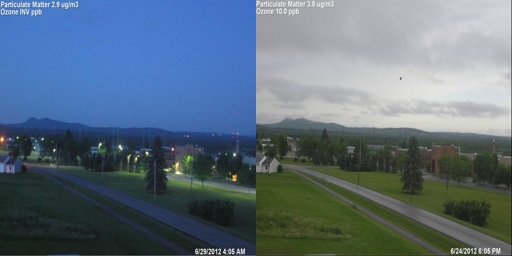 Particulate Matter 2.9 ug/m3
Ozone INV ppb
6/29/2012 4:05 AM
Particulate Matter 3.8 ug/m3
Ozone 10.0 ppb
6/24/2012 6:05 PM